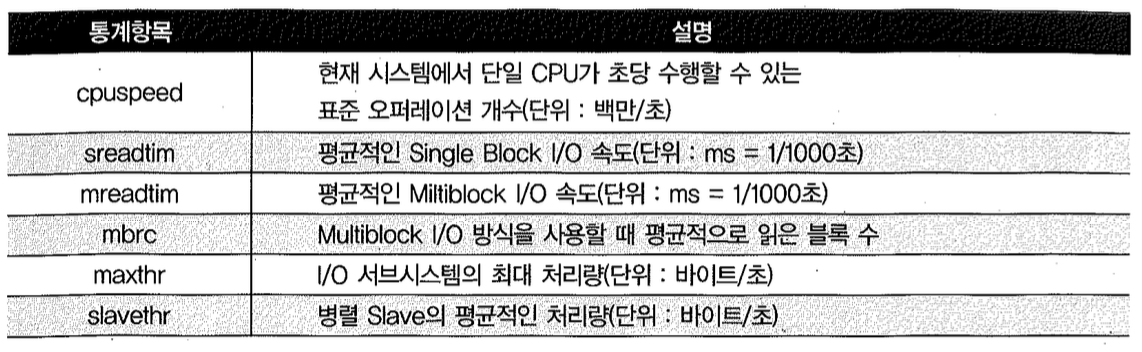 통계항목 설명
cpuspeed 현재 시스템에서 단일 CPU가 초당 수행할 수 있는
표준 오퍼레이션 개수(단위 : 백만/초)
sreadtim 평균적인 Single Block I/O 속도(단위 : ms = 1/1000초)
mreadtim 평균적인 Miltiblock I/O 속도(단위 : ms = 1/1000초)
mbrc Multiblock I/O 방식을 사용할 때 평균적으로 읽은 블록 수
maxthr I/O 서브시스템의 최대 처리량(단위 : 바이트/초)
slavethr 병렬 Slave의 평균적인 처리량(단위 : 바이트/초)